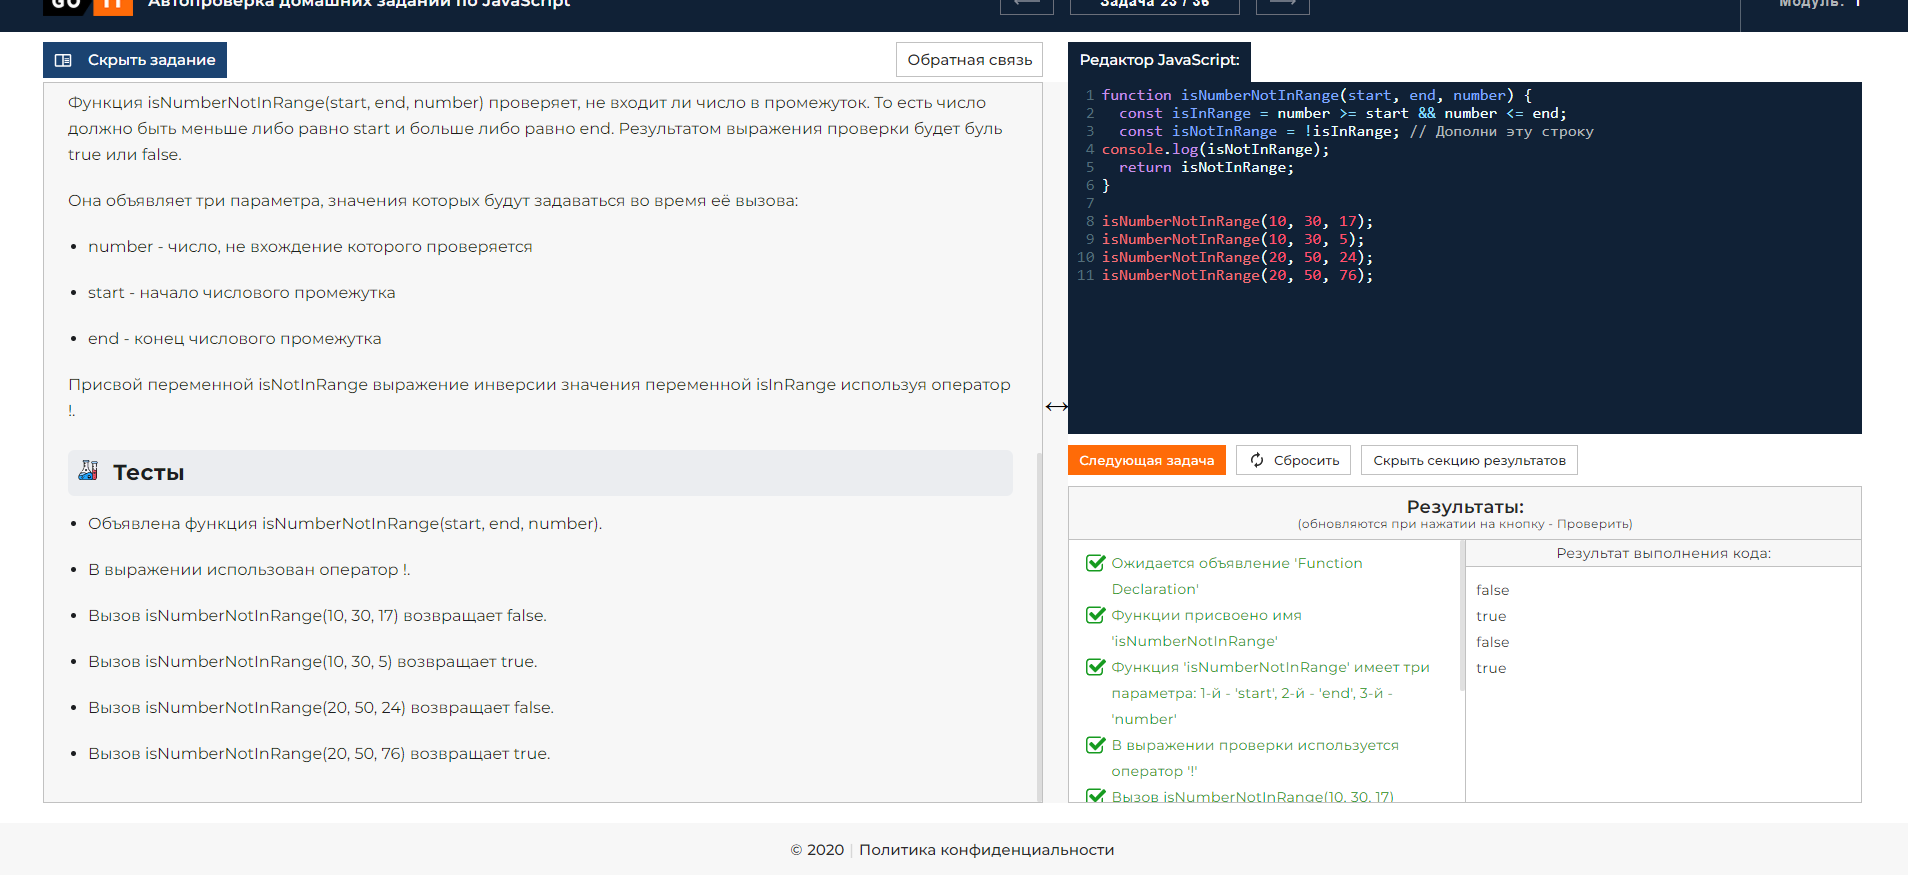 GO IT
Автопроверка домашних заданий по JavaScript
Задача 23 / 36
Модуль: 1
Скрыть задание
Обратная связь
Функция isNumberNotInRange(start, end, number) проверяет, не входит ли число в промежуток. То есть число
должно быть меньше либо равно start и больше либо равно end. Результатом выражения проверки будет буль
true или false.
Она объявляет три параметра, значения которых будут задаваться во время её вызова:
• number - число, не вхождение которого проверяется
• start - начало числового промежутка
• end - конец числового промежутка
Присвой переменной isNotInRange выражение инверсии значения переменной isInRange используя оператор
!.
Тесты
• Объявлена функция isNumberNotInRange(start, end, number).
• В выражении использован оператор !.
• Вызов isNumberNotInRange(10, 30, 17) возвращает false.
• Вызов isNumberNotInRange(10, 30, 5) возвращает true.
• Вызов isNumberNotInRange(20, 50, 24) возвращает false.
• Вызов isNumberNotInRange(20, 50, 76) возвращает true.
Редактор JavaScript:
1 function isNumberNotInRange(start, end, number) {
2 const isInRange = number >= start && number <= end;
3 const isNotInRange = !isInRange; // Дополни эту строку
4 console.log(isNotInRange);
5 return isNotInRange;
6 }
7
8 isNumberNotInRange(10, 30, 17);
9 isNumberNotInRange(10, 30, 5);
10 isNumberNotInRange(20, 50, 24);
11 isNumberNotInRange(20, 50, 76);
Следующая задача
Сбросить
Скрыть секцию результатов
Результаты:
(обновляются при нажатии на кнопку - Проверить)
Ожидается объявление 'Function
Declaration'
Функции присвоено имя
'isNumberNotInRange'
Функция 'isNumberNotInRange' имеет три
параметра: 1-й - 'start', 2-й - 'end', 3-й -
'number'
В выражении проверки используется
оператор '!'
Вызов isNumberNotInRange(10, 30, 17)
Результат выполнения кода:
false
true
false
true
© 2020 | Политика конфиденциальности